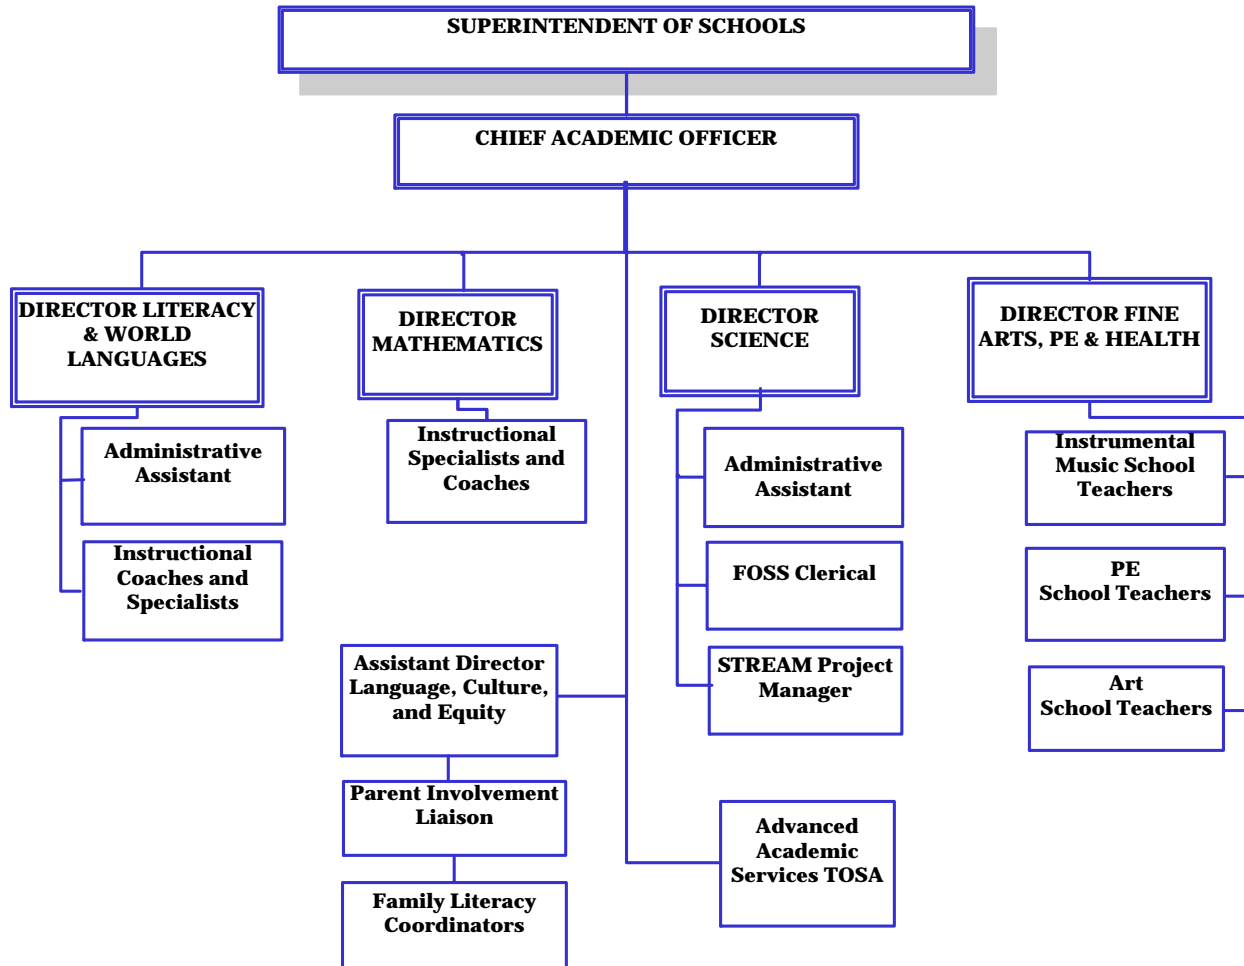 SUPERINTENDENT OF SCHOOLS
CHIEF ACADEMIC OFFICER
DIRECTOR LITERACY
& WORLD
LANGUAGES
DIRECTOR
MATHEMATICS
DIRECTOR
SCIENCE
DIRECTOR FINE
ARTS, PE & HEALTH
Administrative
Assistant
Instructional
Coaches and
Specialists
Instructional
Specialists and
Coaches
Administrative
Assistant
FOSS Clerical
STREAM Project
Manager
Instrumental
Music School
Teachers
PE
School Teachers
Art
School Teachers
Assistant Director
Language, Culture,
and Equity
Parent Involvement
Liaison
Family Literacy
Coordinators
Advanced
Academic
Services TOSA